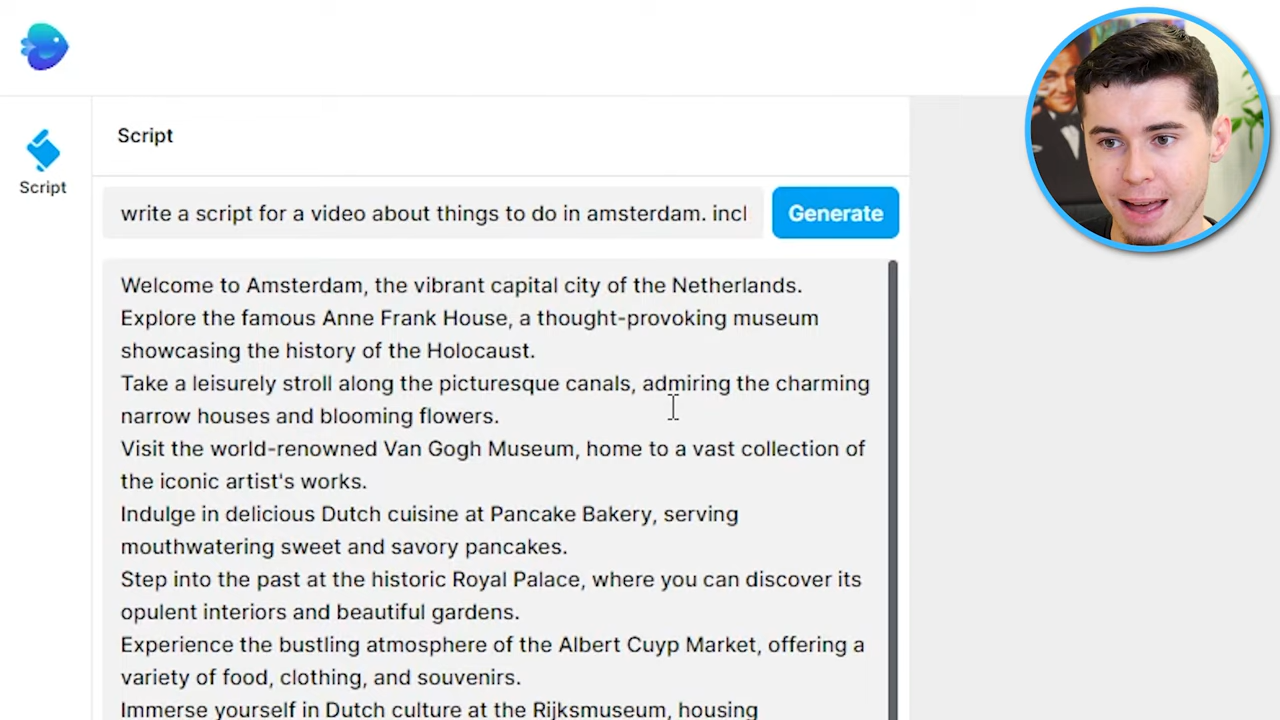 Script
Script
write a script for a video about things to do in amsterdam. incl
Generate
Welcome to Amsterdam, the vibrant capital city of the Netherlands.
Explore the famous Anne Frank House, a thought-provoking museum
showcasing the history of the Holocaust.
Take a leisurely stroll along the picturesque canals, admiring the charming
narrow houses and blooming flowers.
Visit the world-renowned Van Gogh Museum, home to a vast collection of
the iconic artist's works.
Indulge in delicious Dutch cuisine at Pancake Bakery, serving
mouthwatering sweet and savory pancakes.
Step into the past at the historic Royal Palace, where you can discover its
opulent interiors and beautiful gardens.
Experience the bustling atmosphere of the Albert Cuyp Market, offering a
variety of food, clothing, and souvenirs.
Immerse yourself in Dutch culture at the Rijksmuseum, housing